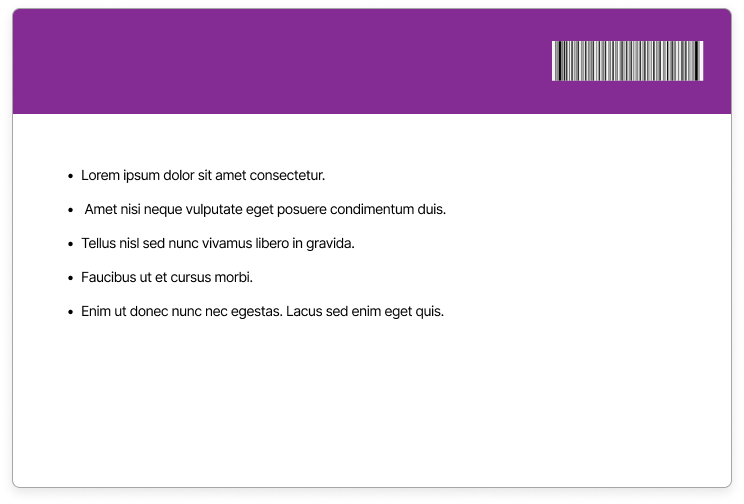 • Lorem ipsum dolor sit amet consectetur.
• Amet nisi neque vulputate eget posuere condimentum duis.
• Tellus nisl sed nunc vivamus libero in gravida.
• Faucibus ut et cursus morbi.
• Enim ut donec nunc nec egestas. Lacus sed enim eget quis.